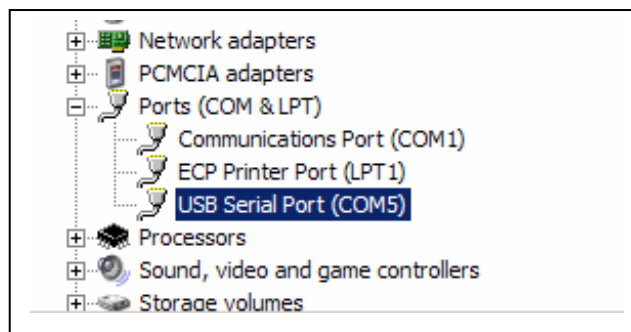 Network adapters
PCMCIA adapters
Ports (COM & LPT)
Communications Port (COM1)
ECP Printer Port (LPT1)
USB Serial Port (COM5)
Processors
Sound, video and game controllers
Storage volumes